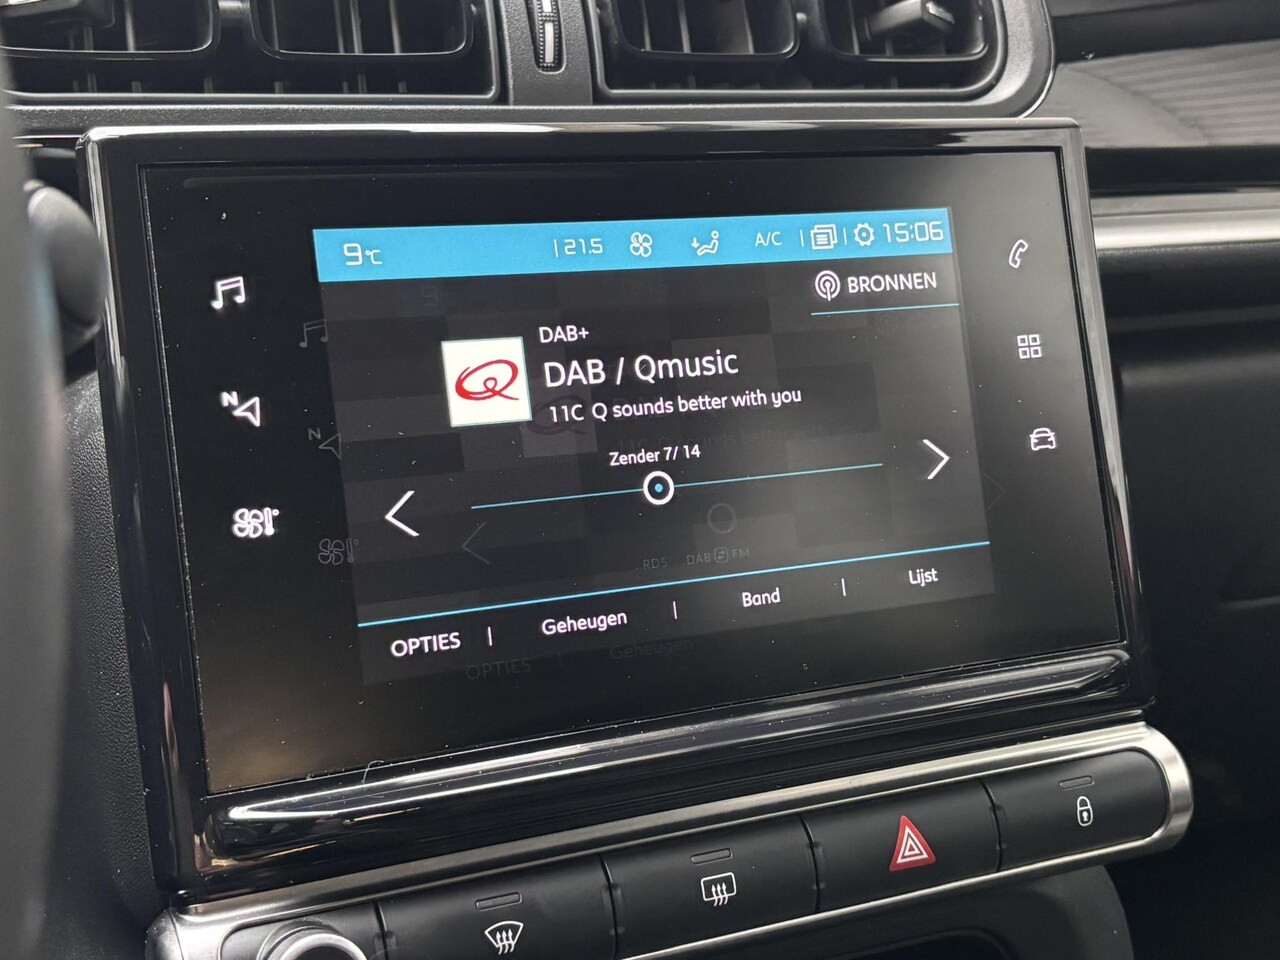 9°C | 21.5 A/C | | 15:06
BRONNEN
DAB+
DAB / Qmusic
11C Q sounds better with you
Zender 7/ 14
N
RDS DAB FM
OPTIES | Geheugen | Band | Lijst